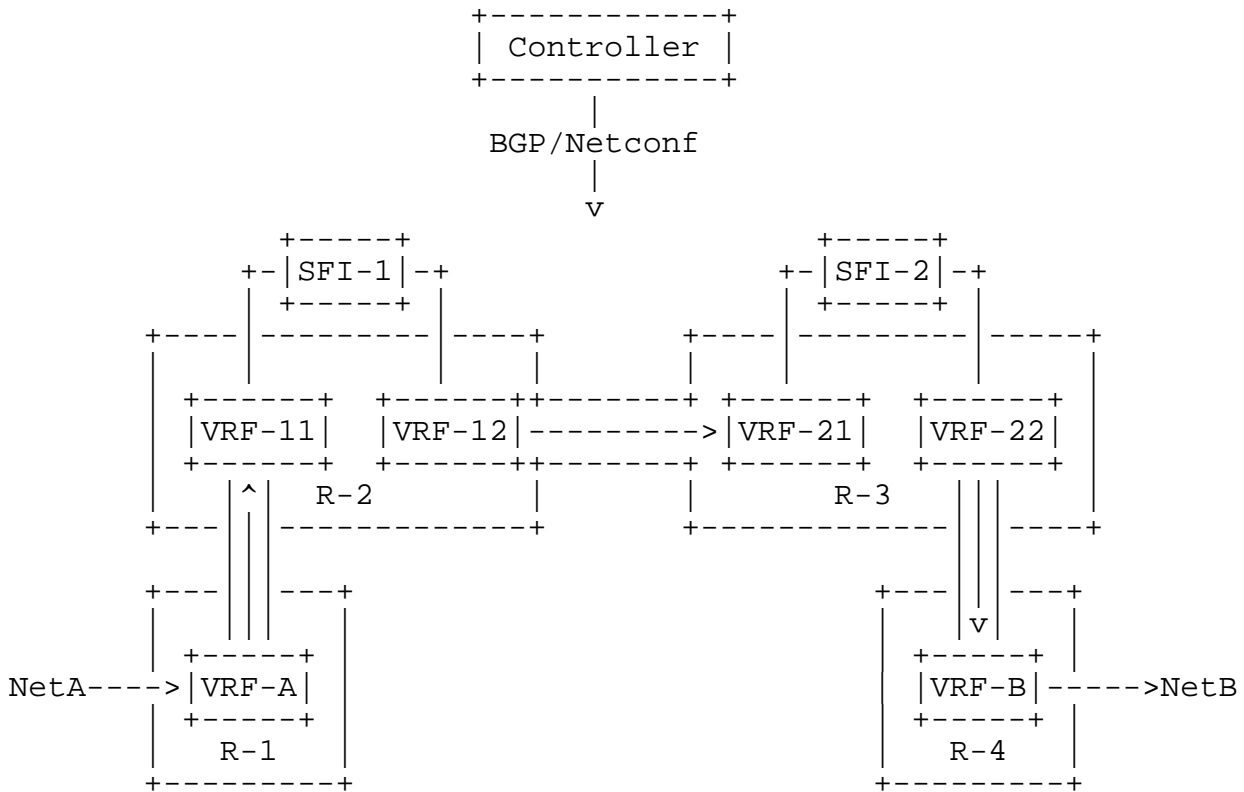 Controller
BGP/Netconf
v
SFI-1 SFI-2
VRF-11 VRF-12 VRF-21 VRF-22
R-2 R-3
v
NetA VRF-A VRF-B NetB
R-1 R-4